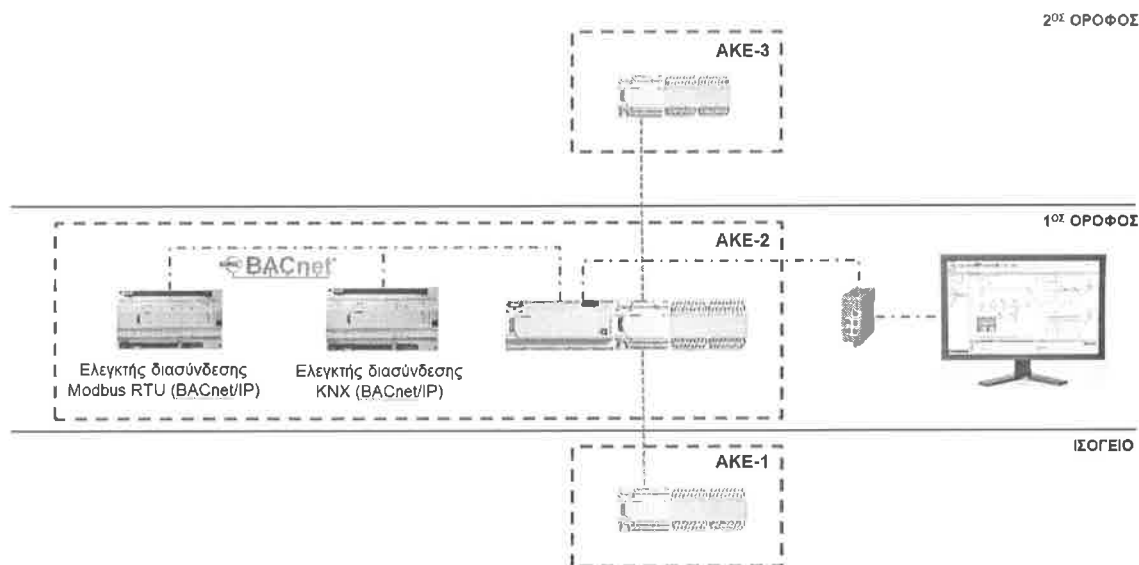 2ΟΣ ΟΡΟΦΟΣ
ΑΚΕ-3
1ΟΣ ΟΡΟΦΟΣ
ΑΚΕ-2
BACnet
Ελεγκτής διασύνδεσης
Modbus RTU (BACnet/IP)
Ελεγκτής διασύνδεσης
KNX (BACnet/IP)
ΙΣΟΓΕΙΟ
ΑΚΕ-1